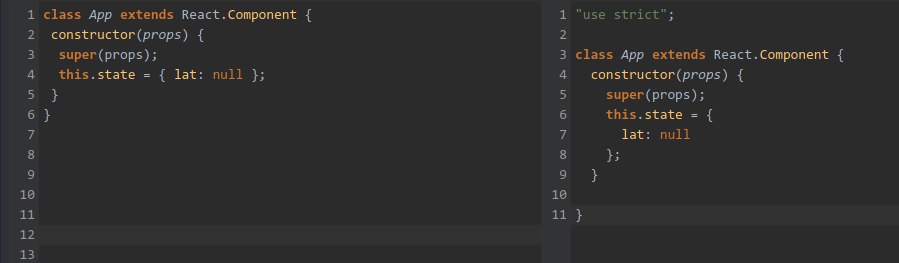 1 class App extends React.Component {
2 constructor(props) {
3 super(props);
4 this.state = { lat: null };
5 }
6 }
7
8
9
10
11
12
13
1 "use strict";
2
3 class App extends React.Component {
4 constructor(props) {
5 super(props);
6 this.state = {
7 lat: null
8 };
9 }
10
11 }